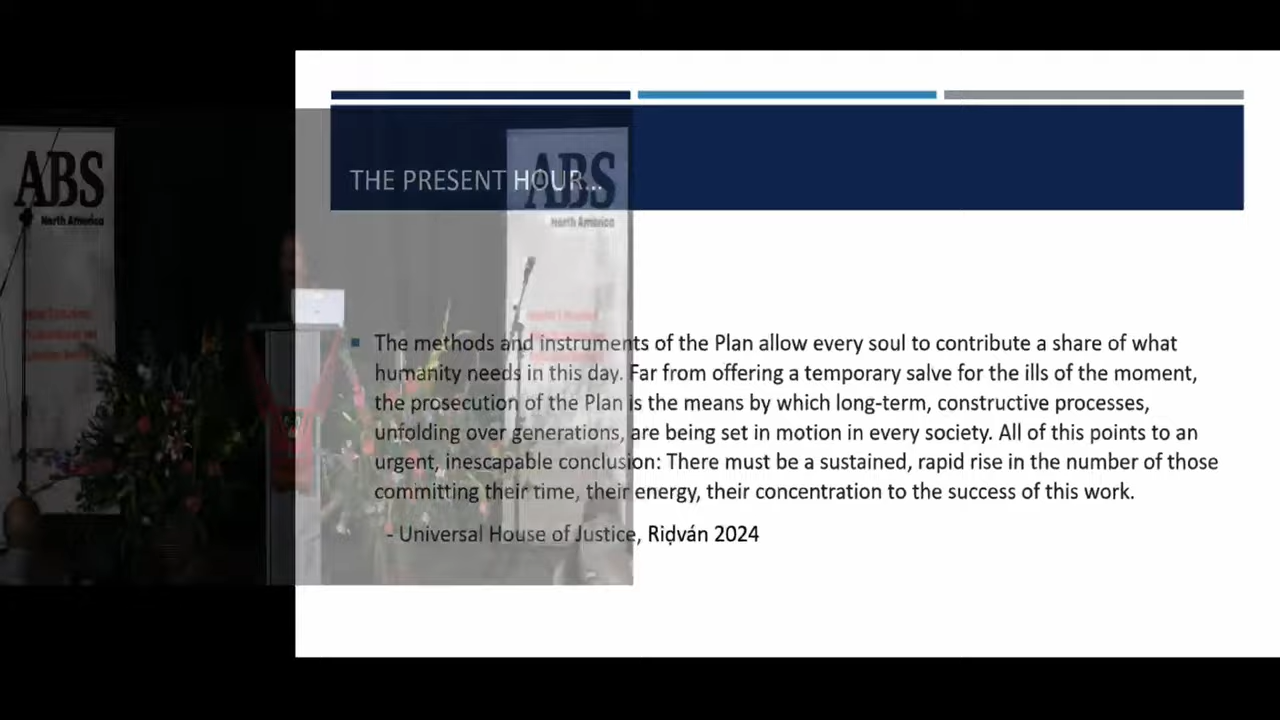 ABS
North America
THE PRESENT HOUR...
ABS
North America
The methods and instruments of the Plan allow every soul to contribute a share of what
humanity needs in this day. Far from offering a temporary salve for the ills of the moment,
the prosecution of the Plan is the means by which long-term, constructive processes,
unfolding over generations, are being set in motion in every society. All of this points to an
urgent, inescapable conclusion: There must be a sustained, rapid rise in the number of those
committing their time, their energy, their concentration to the success of this work.
- Universal House of Justice, Riḍván 2024